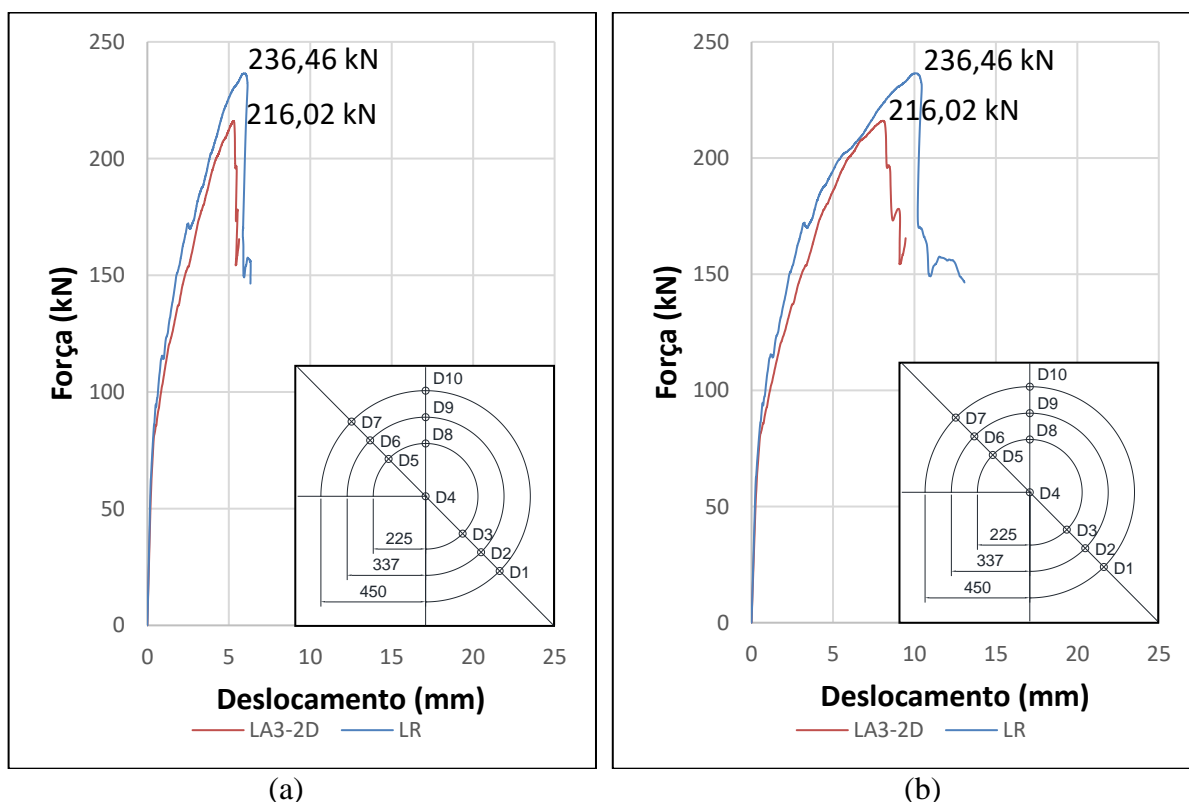 250
236,46 kN
216,02 kN
200
150
100
50
0
Força (kN)
D10
D9
D8
D7
D6
D5
D4
D3
D2
D1
225
337
450
0 5 10 15 20 25
Deslocamento (mm)
LA3-2D LR
(a)
250
236,46 kN
216,02 kN
200
150
100
50
0
Força (kN)
D10
D9
D8
D7
D6
D5
D4
D3
D2
D1
225
337
450
0 5 10 15 20 25
Deslocamento (mm)
LA3-2D LR
(b)